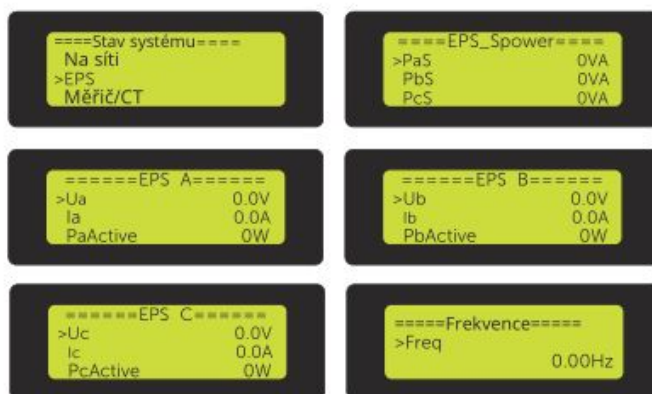 ====Stav systému====
Na síti
>EPS
Měřič/CT
====EPS_Spower====
>PaS 0VA
PbS 0VA
PcS 0VA
======EPS A======
>Ua 0.0V
Ia 0.0A
PaActive 0W
======EPS B======
>Ub 0.0V
Ib 0.0A
PbActive 0W
======EPS C======
>Uc 0.0V
Ic 0.0A
PcActive 0W
=====Frekvence=====
>Freq
0.00Hz